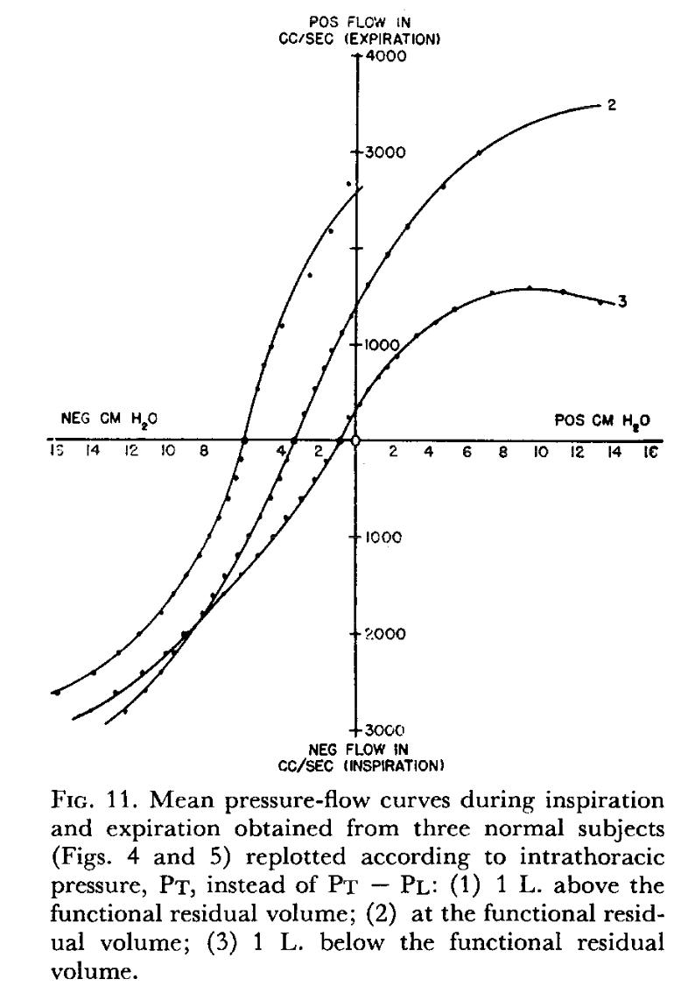 POS FLOW IN
CC/SEC (EXPIRATION)
4000
2
3000
3
1000
NEG CM H₂O
POS CM H₂O
14 12 10 8 4 2 2 4 6 8 10 12 14
1000
2000
3000
NEG FLOW IN
CC/SEC (INSPIRATION)
FIG. 11. Mean pressure-flow curves during inspiration
and expiration obtained from three normal subjects
(Figs. 4 and 5) replotted according to intrathoracic
pressure, PT, instead of PT − PL: (1) 1 L. above the
functional residual volume; (2) at the functional resid-
ual volume; (3) 1 L. below the functional residual
volume.